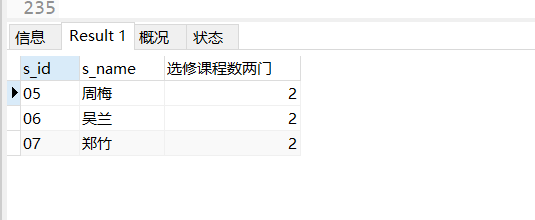 235
信息 Result 1 概况 状态
s_id s_name 选修课程数两门
05 周梅 2
06 吴兰 2
07 郑竹 2